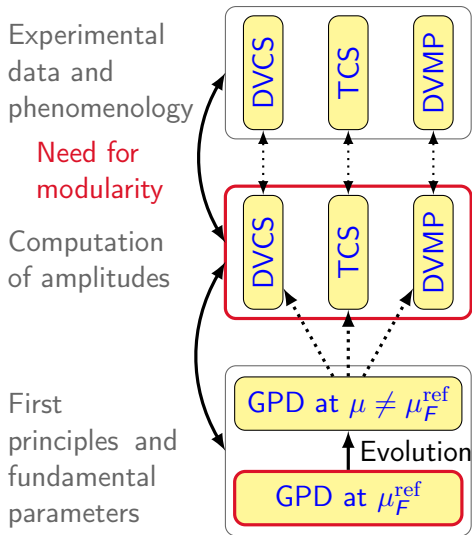 Experimental
data and
phenomenology
DVCS
TCS
DVMP
Need for
modularity
Computation
of amplitudes
DVCS
TCS
DVMP
First
principles and
fundamental
parameters
GPD at μ ≠ μ_F^ref
Evolution
GPD at μ_F^ref